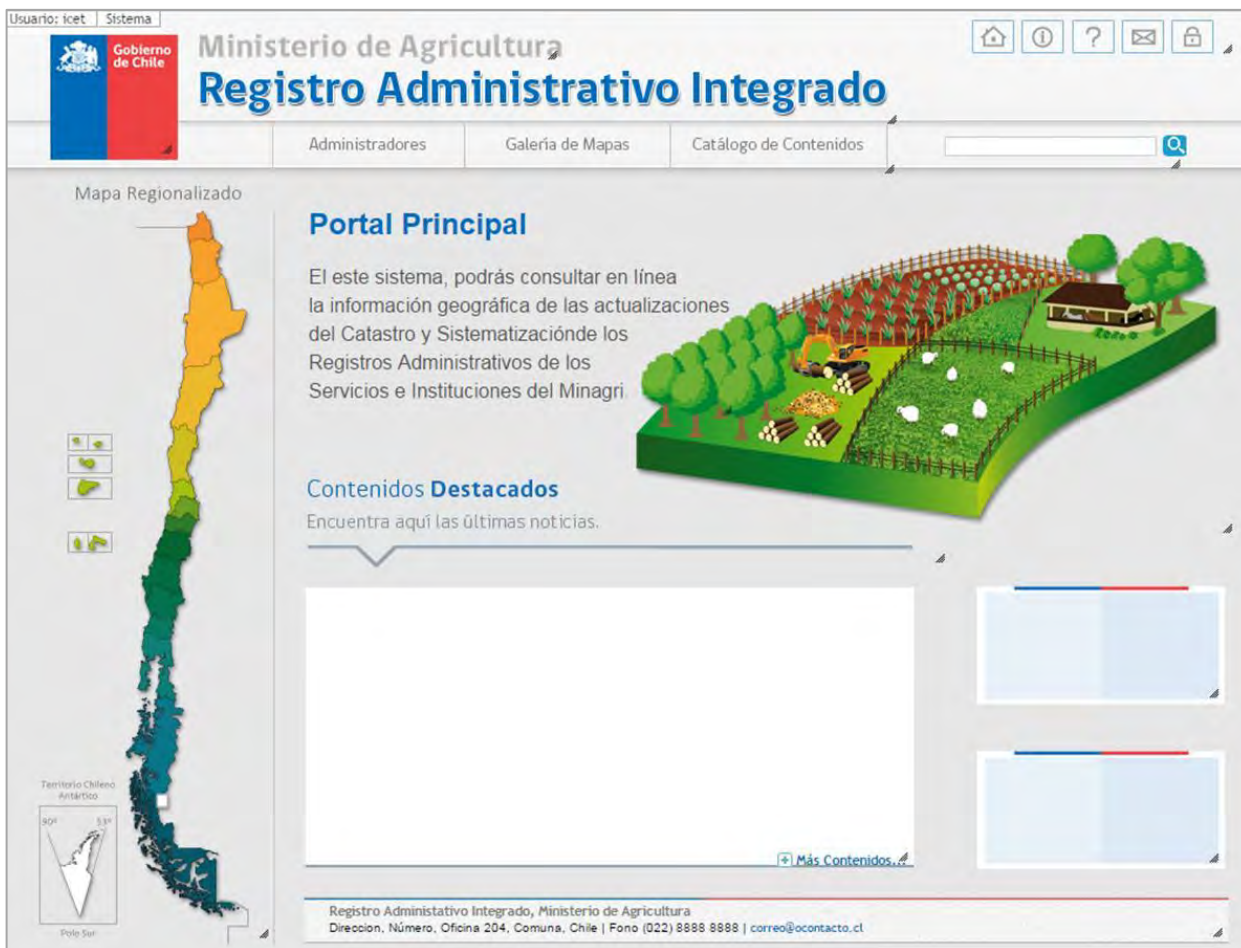 Usuario: icet Sistema
Gobierno
de Chile
Ministerio de Agricultura
Registro Administrativo Integrado
Administradores Galería de Mapas Catálogo de Contenidos
Mapa Regionalizado
Portal Principal
El este sistema, podrás consultar en línea
la información geográfica de las actualizaciones
del Catastro y Sistematizaciónde los
Registros Administrativos de los
Servicios e Instituciones del Minagri
Contenidos Destacados
Encuentra aquí las últimas noticias.
Más Contenidos...
Territorio Chileno
Antártico
90° 53°
Polo Sur
Registro Administativo Integrado, Ministerio de Agricultura
Direccion, Número, Oficina 204, Comuna, Chile | Fono (022) 8888 8888 | correo@ocontacto.cl